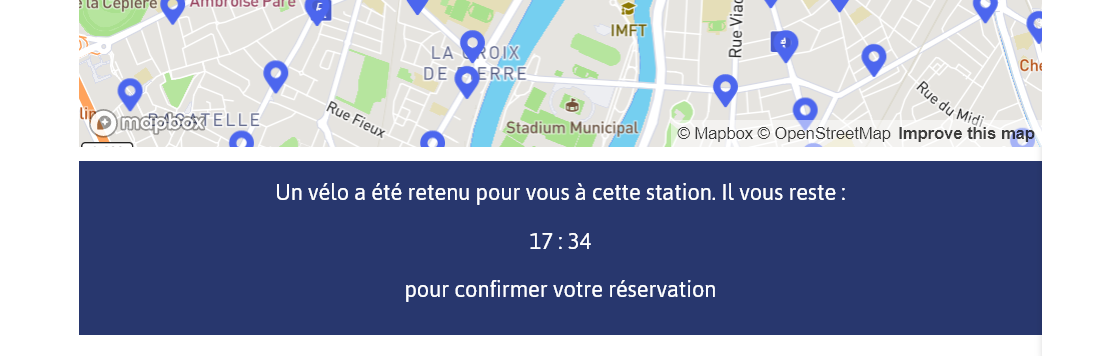 e la Cépière
Ambroise Paré
IMFT
Rue Viad
LA CROIX
DE PIERRE
Che
Rue du Midi
Rue Fieux
mapbox
Stadium Municipal
© Mapbox © OpenStreetMap Improve this map
Un vélo a été retenu pour vous à cette station. Il vous reste :
17 : 34
pour confirmer votre réservation